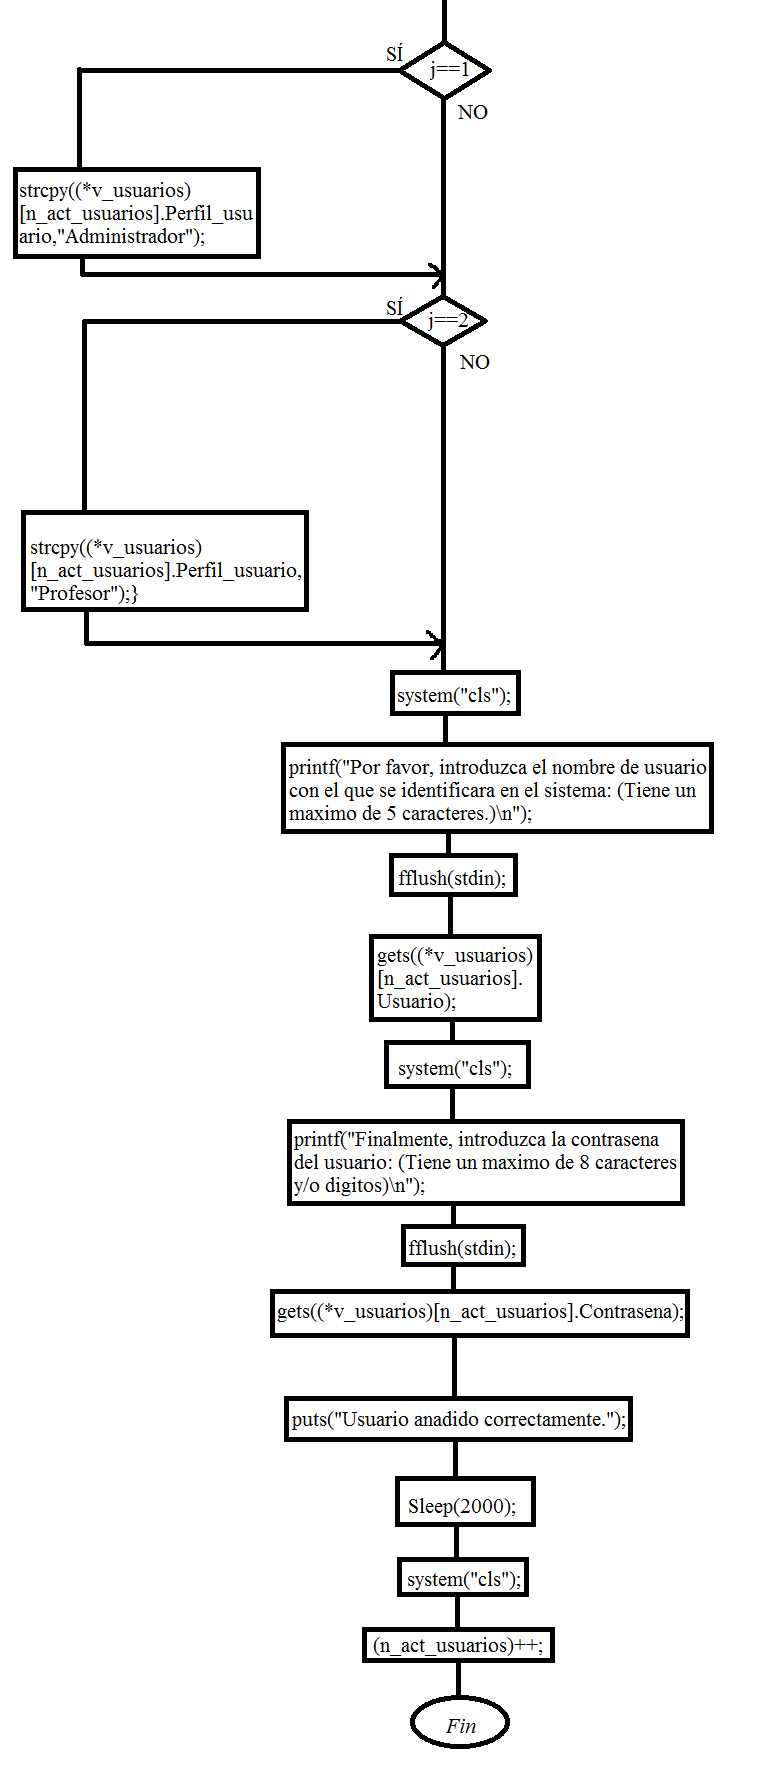 SÍ
j==1
NO
strcpy((*v_usuarios)
[n_act_usuarios].Perfil_usu
ario,"Administrador");
SÍ
j==2
NO
strcpy((*v_usuarios)
[n_act_usuarios].Perfil_usuario,
"Profesor");}
system("cls");
printf("Por favor, introduzca el nombre de usuario
con el que se identificara en el sistema: (Tiene un
maximo de 5 caracteres.)\n");
fflush(stdin);
gets((*v_usuarios)
[n_act_usuarios].
Usuario);
system("cls");
printf("Finalmente, introduzca la contrasena
del usuario: (Tiene un maximo de 8 caracteres
y/o digitos)\n");
fflush(stdin);
gets((*v_usuarios)[n_act_usuarios].Contrasena);
puts("Usuario anadido correctamente.");
Sleep(2000);
system("cls");
(n_act_usuarios)++;
Fin